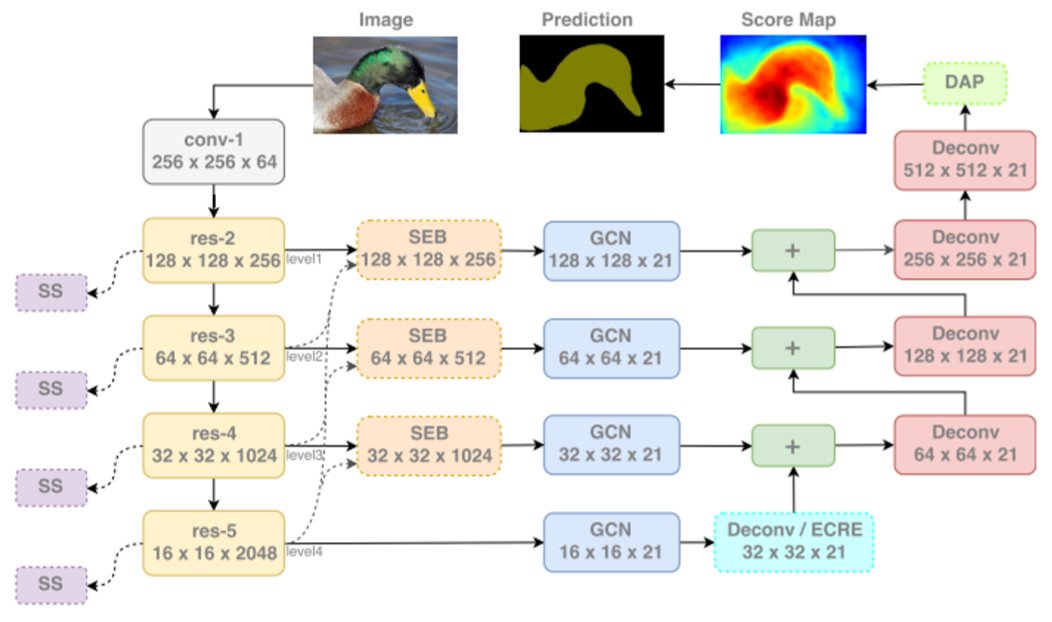 Image
Prediction
Score Map
DAP
conv-1
256 x 256 x 64
Deconv
512 x 512 x 21
res-2
128 x 128 x 256
level1
SEB
128 x 128 x 256
GCN
128 x 128 x 21
+
Deconv
256 x 256 x 21
SS
res-3
64 x 64 x 512
level2
SEB
64 x 64 x 512
GCN
64 x 64 x 21
+
Deconv
128 x 128 x 21
SS
res-4
32 x 32 x 1024
level3
SEB
32 x 32 x 1024
GCN
32 x 32 x 21
+
Deconv
64 x 64 x 21
SS
res-5
16 x 16 x 2048
level4
GCN
16 x 16 x 21
Deconv / ECRE
32 x 32 x 21
SS